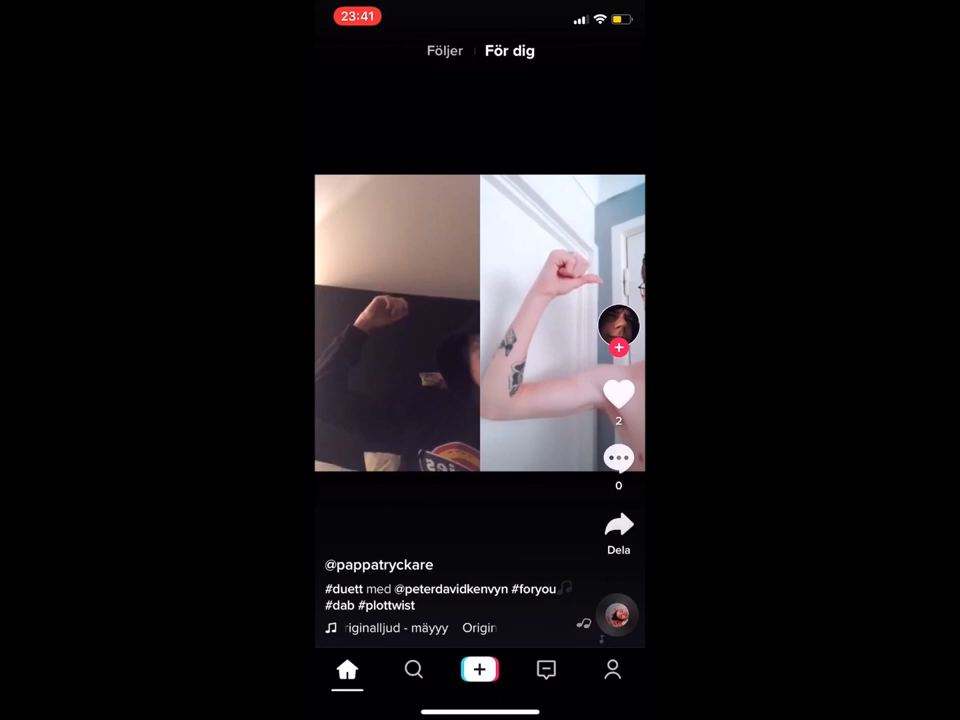 23:41
Följer För dig
2
0
Dela
@pappatryckare
#duett med @peterdavidkenvyn #foryou
#dab #plottwist
riginalljud - mäyyy Origin